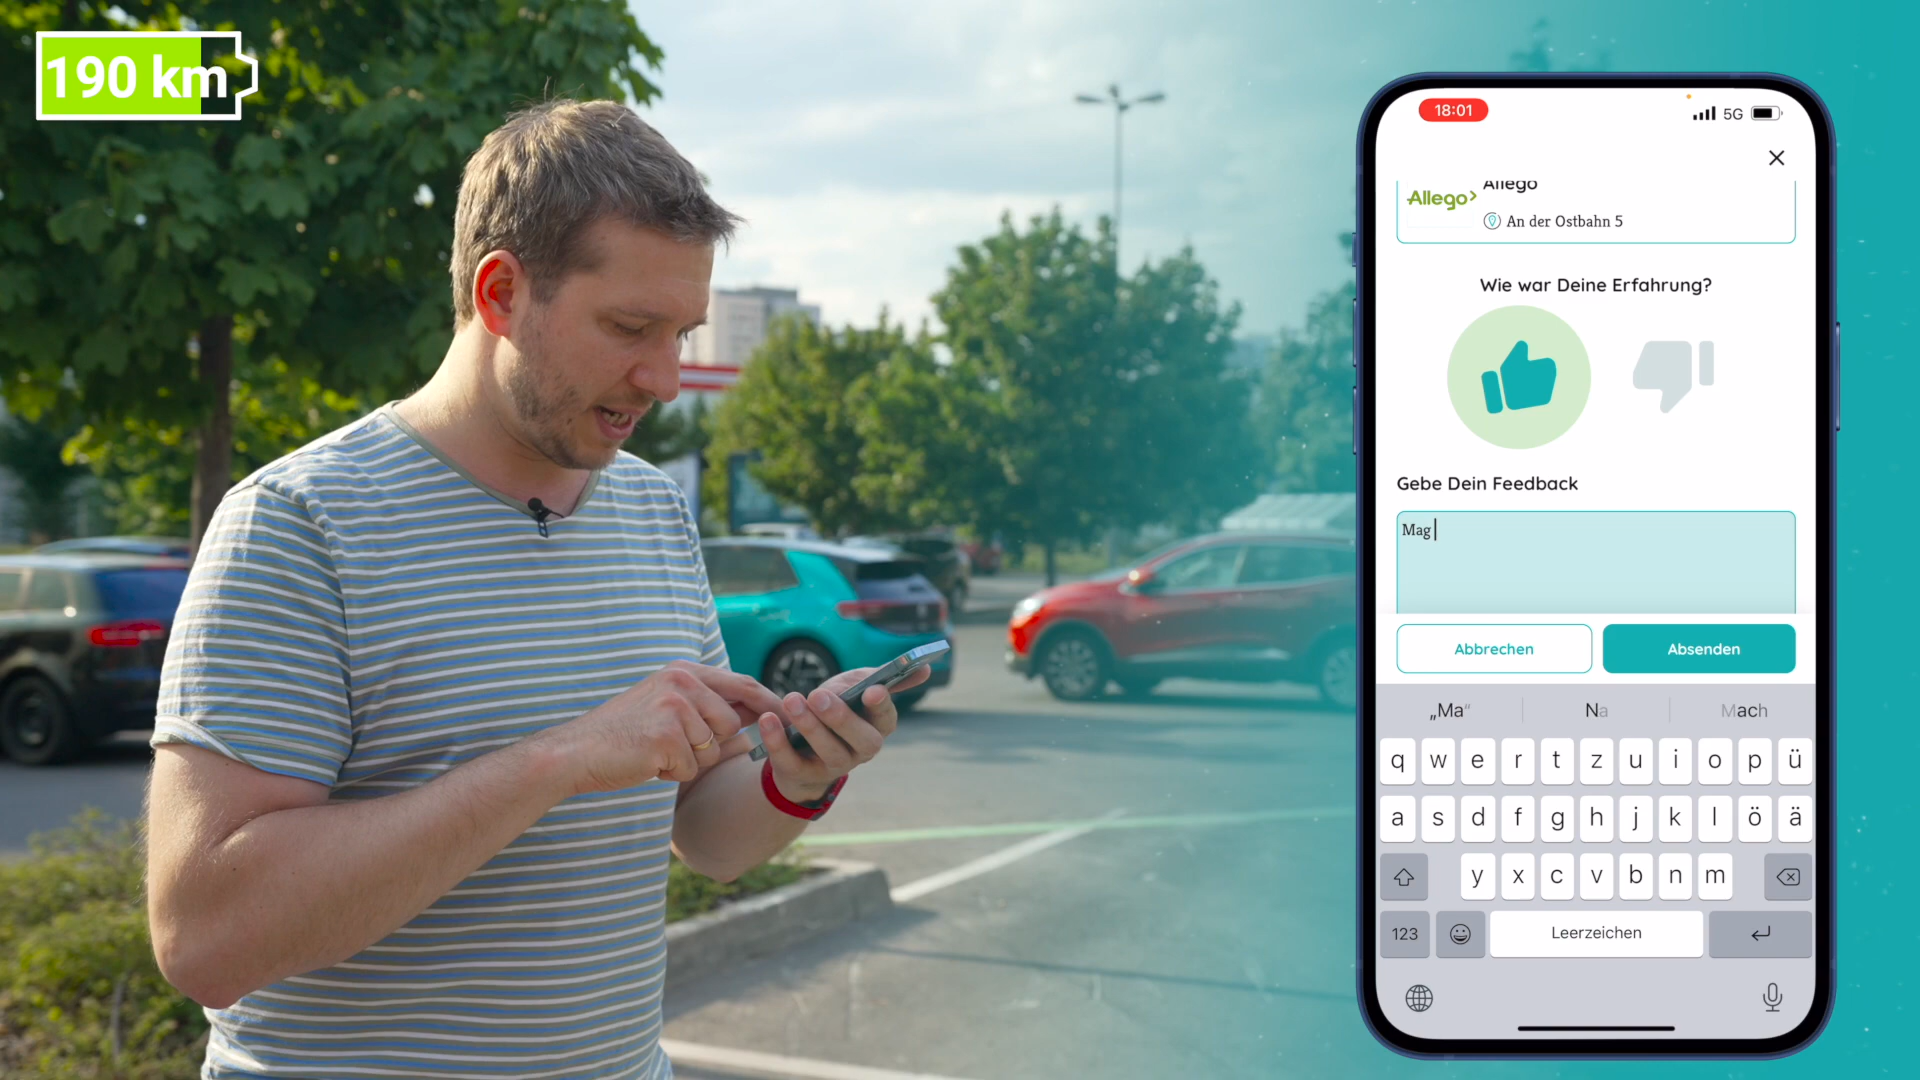 190 km
18:01
5G
Allego
Allego
An der Ostbahn 5
Wie war Deine Erfahrung?
Gebe Dein Feedback
Mag
Abbrechen
Absenden
„Ma“
Na
Mach
q w e r t z u i o p ü
a s d f g h j k l ö ä
y x c v b n m
123
Leerzeichen